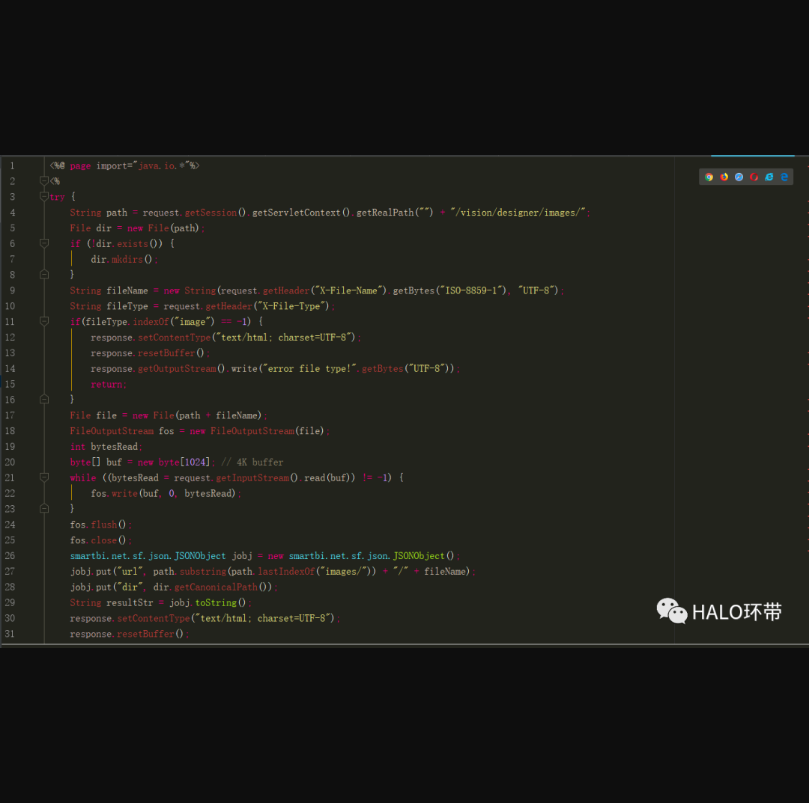 1 <%@ page import="java.io.*"%>
2 <%
3 try {
4 String path = request.getSession().getServletContext().getRealPath("") + "/vision/designer/images/";
5 File dir = new File(path);
6 if (!dir.exists()) {
7 dir.mkdirs();
8 }
9 String fileName = new String(request.getHeader("X-File-Name").getBytes("ISO-8859-1"), "UTF-8");
10 String fileType = request.getHeader("X-File-Type");
11 if(fileType.indexOf("image") == -1) {
12 response.setContentType("text/html; charset=UTF-8");
13 response.resetBuffer();
14 response.getOutputStream().write("error file type!".getBytes("UTF-8"));
15 return;
16 }
17 File file = new File(path + fileName);
18 FileOutputStream fos = new FileOutputStream(file);
19 int bytesRead;
20 byte[] buf = new byte[1024]; // 4K buffer
21 while ((bytesRead = request.getInputStream().read(buf)) != -1) {
22 fos.write(buf, 0, bytesRead);
23 }
24 fos.flush();
25 fos.close();
26 smartbi.net.sf.json.JSONObject jobj = new smartbi.net.sf.json.JSONObject();
27 jobj.put("url", path.substring(path.lastIndexOf("images/")) + "/" + fileName);
28 jobj.put("dir", dir.getCanonicalPath());
29 String resultStr = jobj.toString();
30 response.setContentType("text/html; charset=UTF-8");
31 response.resetBuffer();
HALO环带